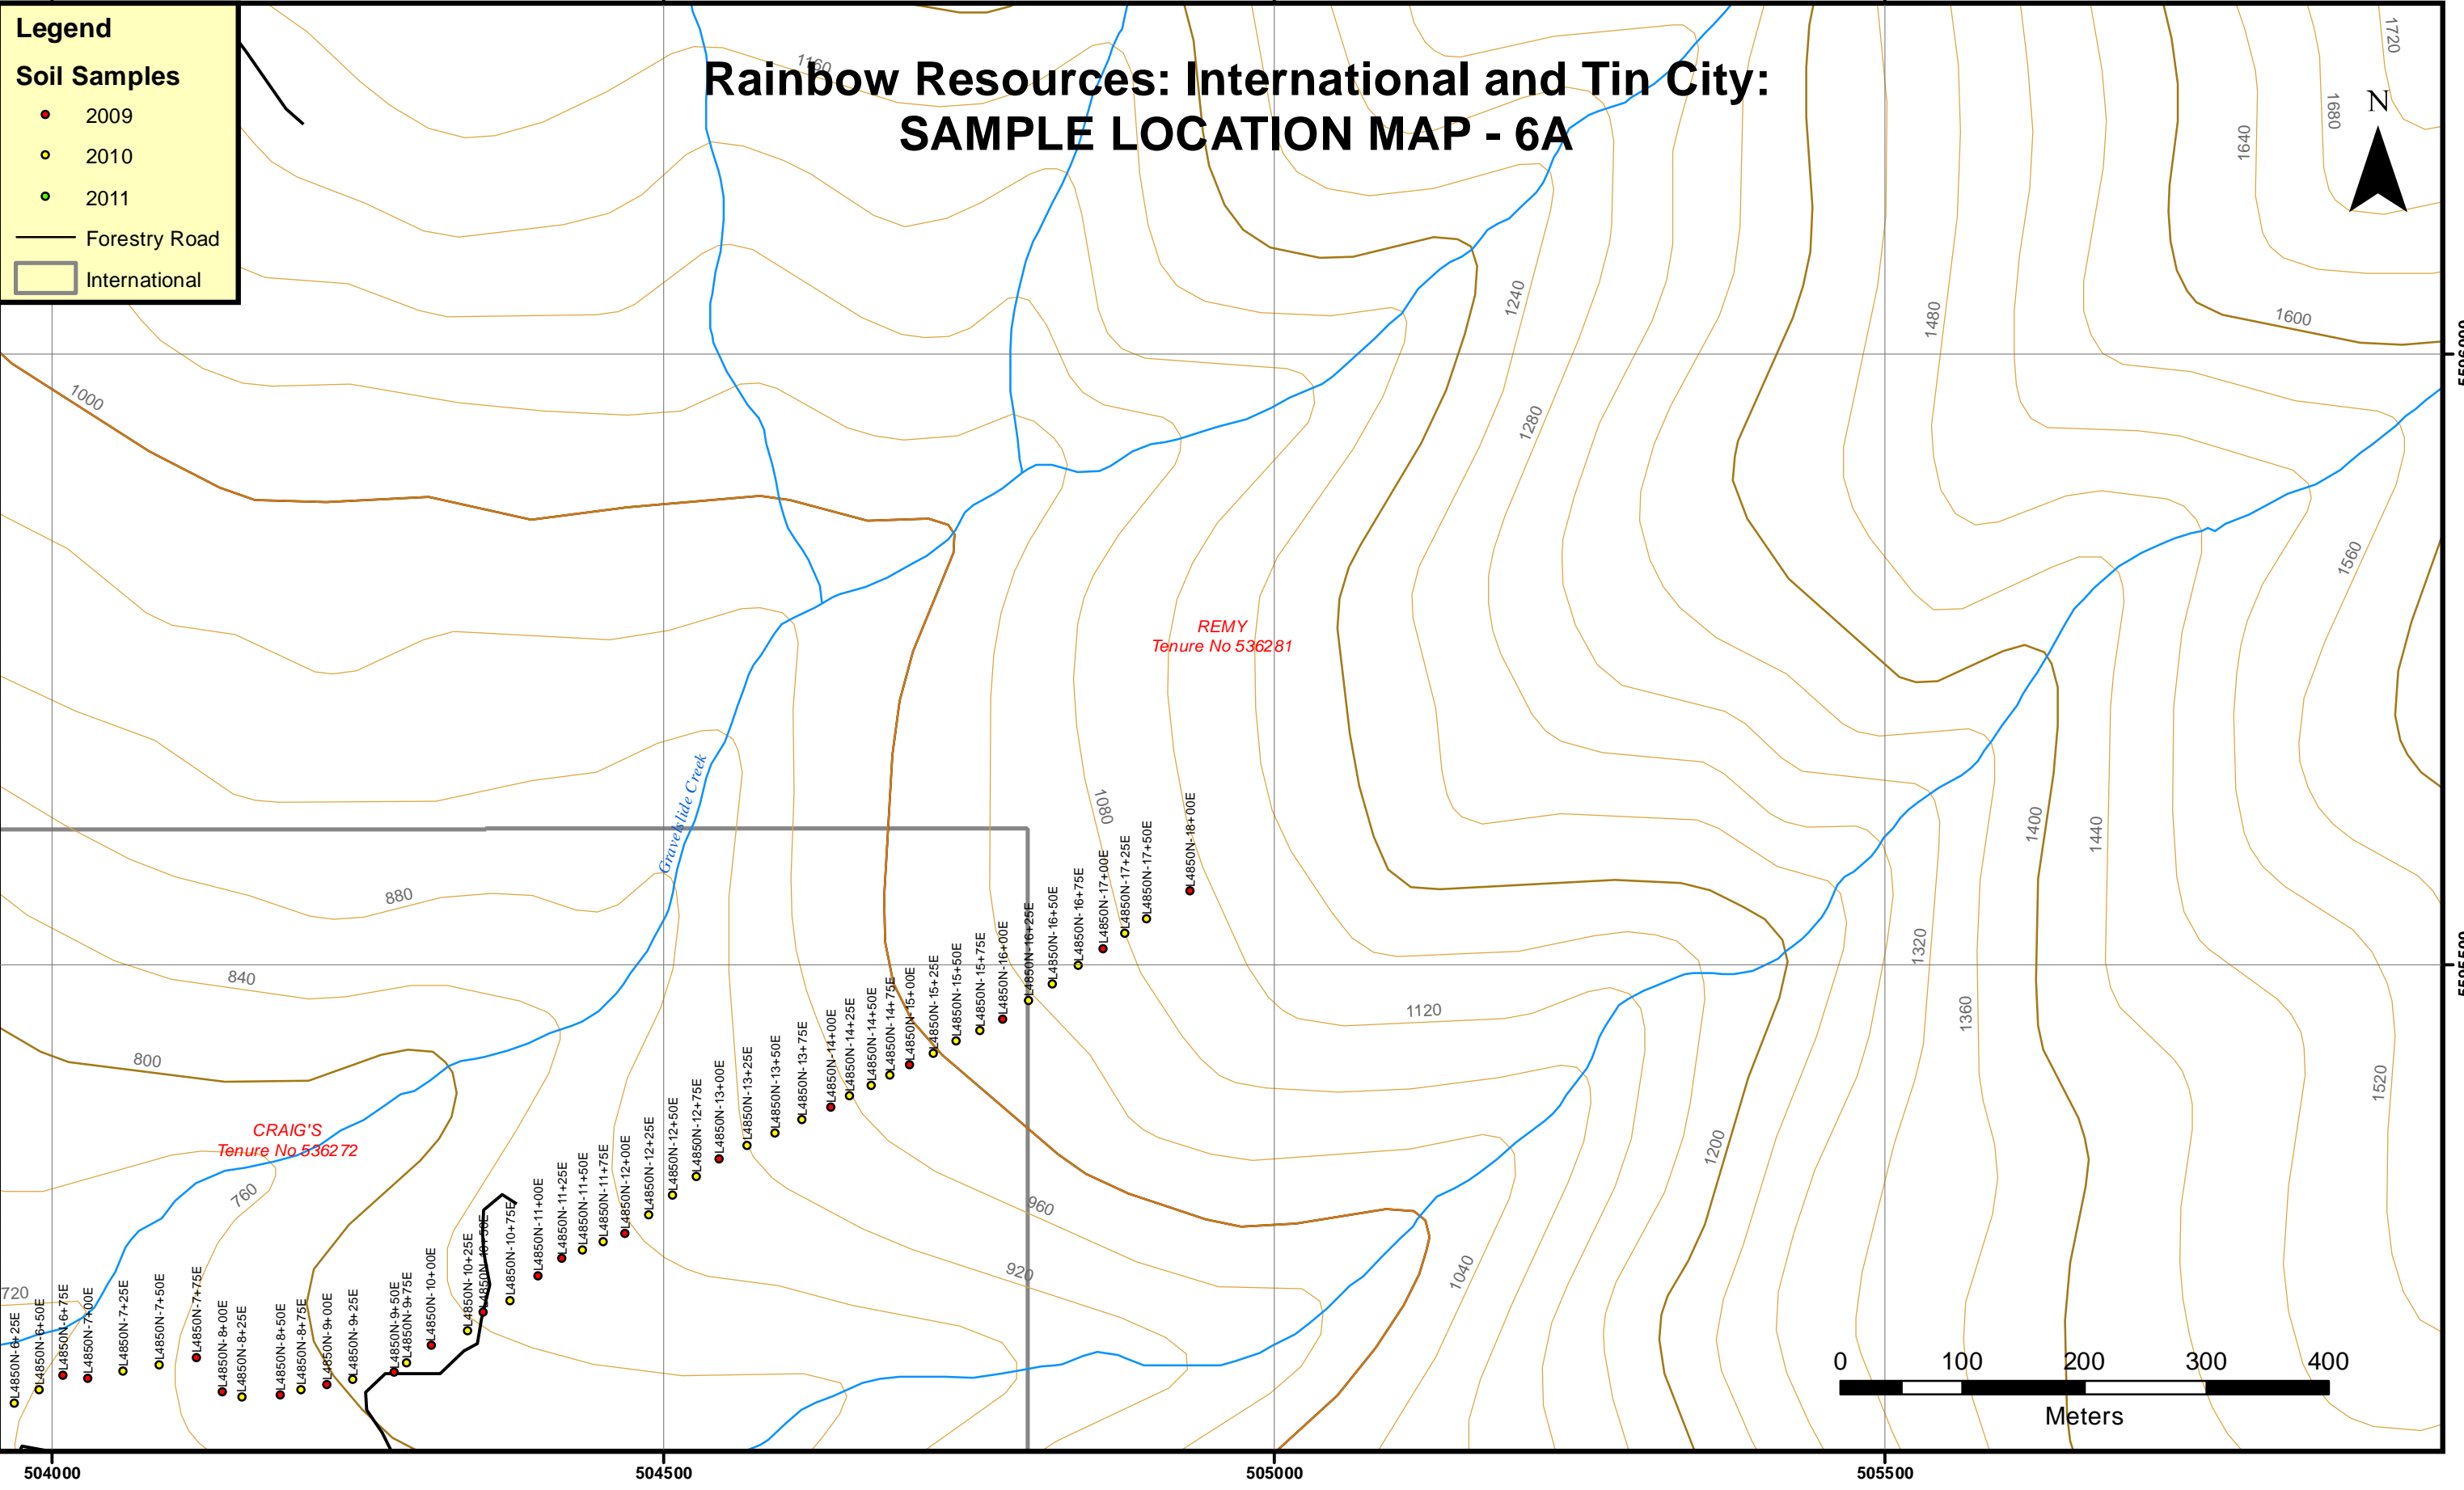 Legend
Soil Samples
2009
2010
2011
Forestry Road
International
Rainbow Resources: International and Tin City:
SAMPLE LOCATION MAP - 6A
N
1160
1720
1680
1640
1600
1240
1480
1280
1000
1560
REMY
Tenure No 536281
Gravelslide Creek
1080
1400
1440
880
840
800
1320
1360
1120
1520
CRAIG'S
Tenure No 536272
760
1200
960
920
1040
720
L4850N-6+25E
L4850N-6+50E
L4850N-6+75E
L4850N-7+00E
L4850N-7+25E
L4850N-7+50E
L4850N-7+75E
L4850N-8+00E
L4850N-8+25E
L4850N-8+50E
L4850N-8+75E
L4850N-9+00E
L4850N-9+25E
L4850N-9+50E
L4850N-9+75E
L4850N-10+00E
L4850N-10+25E
L4850N-10+50E
L4850N-10+75E
L4850N-11+00E
L4850N-11+25E
L4850N-11+50E
L4850N-11+75E
L4850N-12+00E
L4850N-12+25E
L4850N-12+50E
L4850N-12+75E
L4850N-13+00E
L4850N-13+25E
L4850N-13+50E
L4850N-13+75E
L4850N-14+00E
L4850N-14+25E
L4850N-14+50E
L4850N-14+75E
L4850N-15+00E
L4850N-15+25E
L4850N-15+50E
L4850N-15+75E
L4850N-16+00E
L4850N-16+25E
L4850N-16+50E
L4850N-16+75E
L4850N-17+00E
L4850N-17+25E
L4850N-17+50E
L4850N-18+00E
0 100 200 300 400
Meters
504000 504500 505000 505500